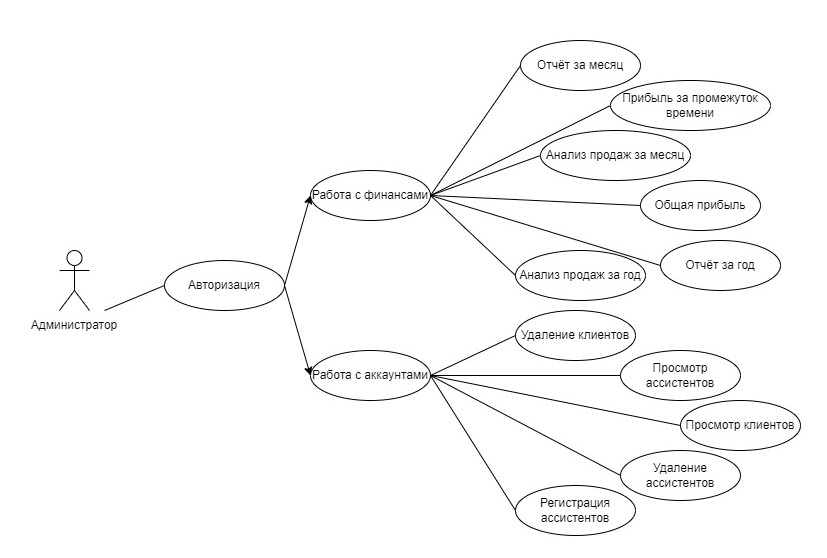 Отчёт за месяц
Прибыль за промежуток
времени
Анализ продаж за месяц
Работа с финансами
Общая прибыль
Отчёт за год
Анализ продаж за год
Авторизация
Администратор
Удаление клиентов
Просмотр
ассистентов
Работа с аккаунтами
Просмотр клиентов
Удаление
ассистентов
Регистрация
ассистентов